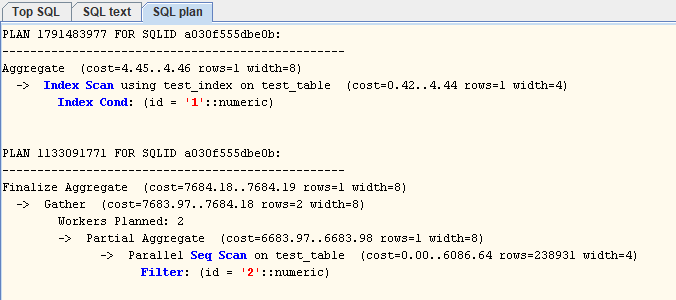 Top SQL SQL text SQL plan
PLAN 1791483977 FOR SQLID a030f555dbe0b:
-------------------------------------------------
Aggregate (cost=4.45..4.46 rows=1 width=8)
-> Index Scan using test_index on test_table (cost=0.42..4.44 rows=1 width=4)
Index Cond: (id = '1'::numeric)
PLAN 1133091771 FOR SQLID a030f555dbe0b:
-------------------------------------------------
Finalize Aggregate (cost=7684.18..7684.19 rows=1 width=8)
-> Gather (cost=7683.97..7684.18 rows=2 width=8)
Workers Planned: 2
-> Partial Aggregate (cost=6683.97..6683.98 rows=1 width=8)
-> Parallel Seq Scan on test_table (cost=0.00..6086.64 rows=238931 width=4)
Filter: (id = '2'::numeric)